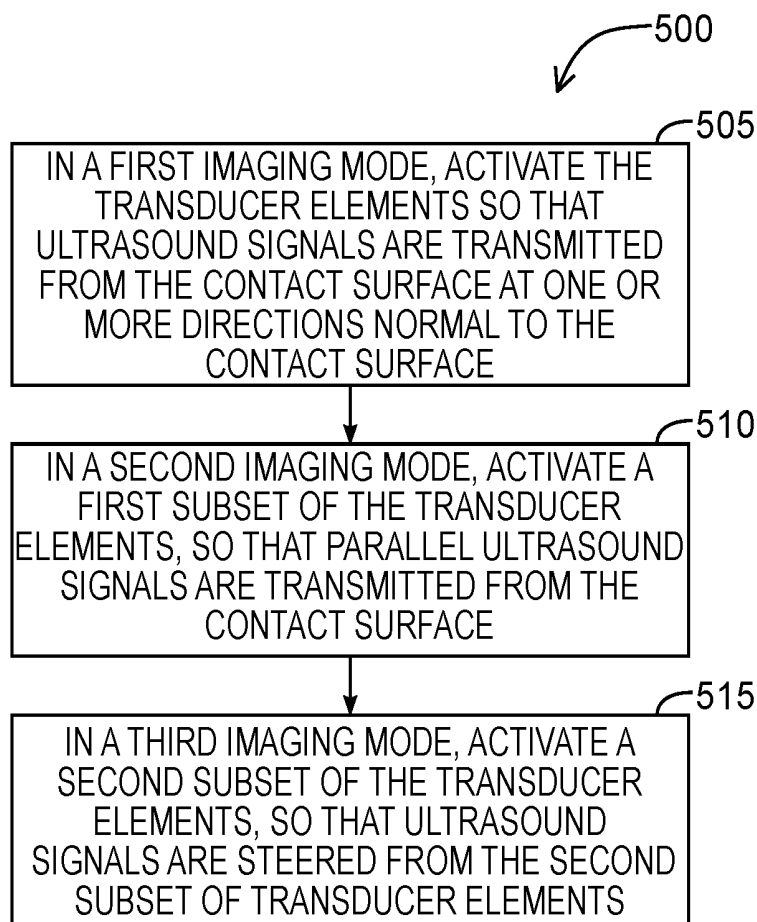 500
505
IN A FIRST IMAGING MODE, ACTIVATE THE
TRANSDUCER ELEMENTS SO THAT
ULTRASOUND SIGNALS ARE TRANSMITTED
FROM THE CONTACT SURFACE AT ONE OR
MORE DIRECTIONS NORMAL TO THE
CONTACT SURFACE
510
IN A SECOND IMAGING MODE, ACTIVATE A
FIRST SUBSET OF THE TRANSDUCER
ELEMENTS, SO THAT PARALLEL ULTRASOUND
SIGNALS ARE TRANSMITTED FROM THE
CONTACT SURFACE
515
IN A THIRD IMAGING MODE, ACTIVATE A
SECOND SUBSET OF THE TRANSDUCER
ELEMENTS, SO THAT ULTRASOUND
SIGNALS ARE STEERED FROM THE SECOND
SUBSET OF TRANSDUCER ELEMENTS